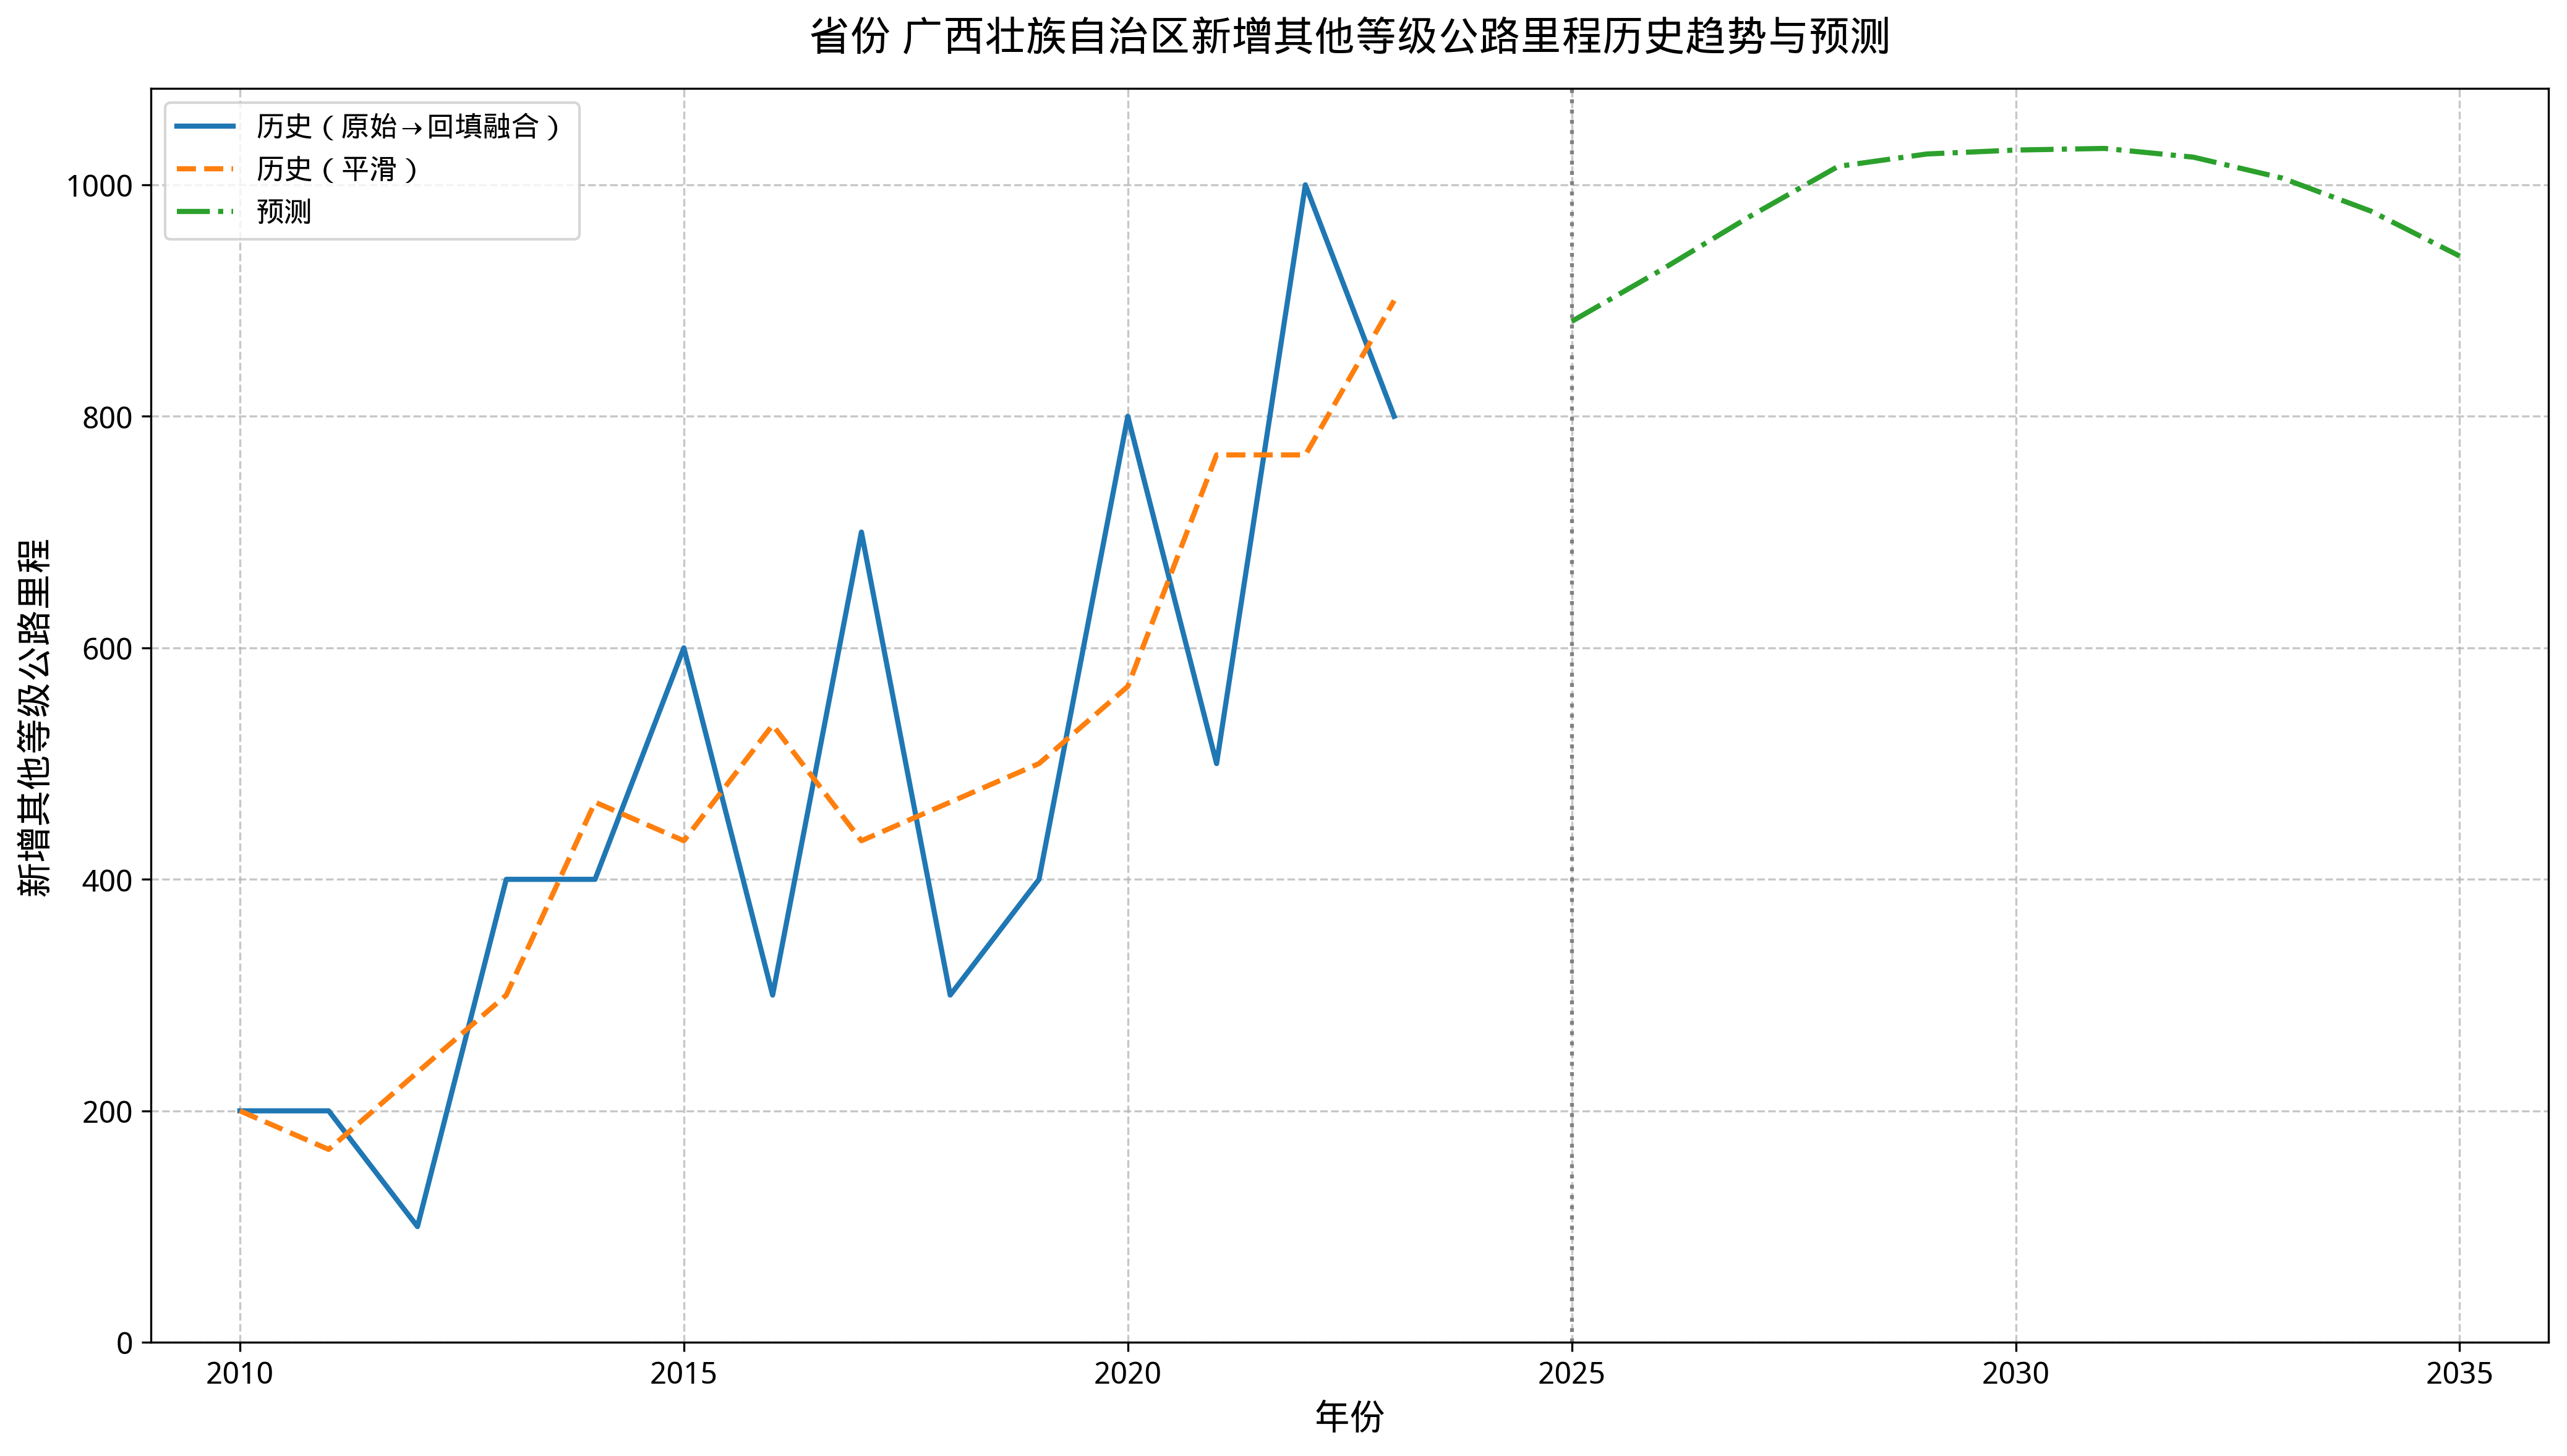 省份 广西壮族自治区新增其他等级公路里程历史趋势与预测
历史（原始→回填融合）
历史（平滑）
预测
新增其他等级公路里程
1000
800
600
400
200
0
2010
2015
2020
2025
2030
2035
年份